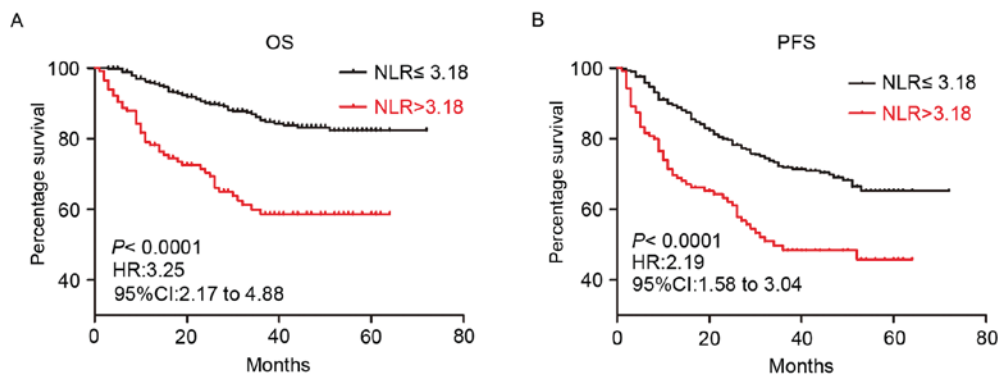 A
OS
Percentage survival
100
80
60
40
NLR≤ 3.18
NLR>3.18
P< 0.0001
HR:3.25
95%CI:2.17 to 4.88
0
20
40
60
80
Months
B
PFS
Percentage survival
100
80
60
40
NLR≤ 3.18
NLR>3.18
P< 0.0001
HR:2.19
95%CI:1.58 to 3.04
0
20
40
60
80
Months